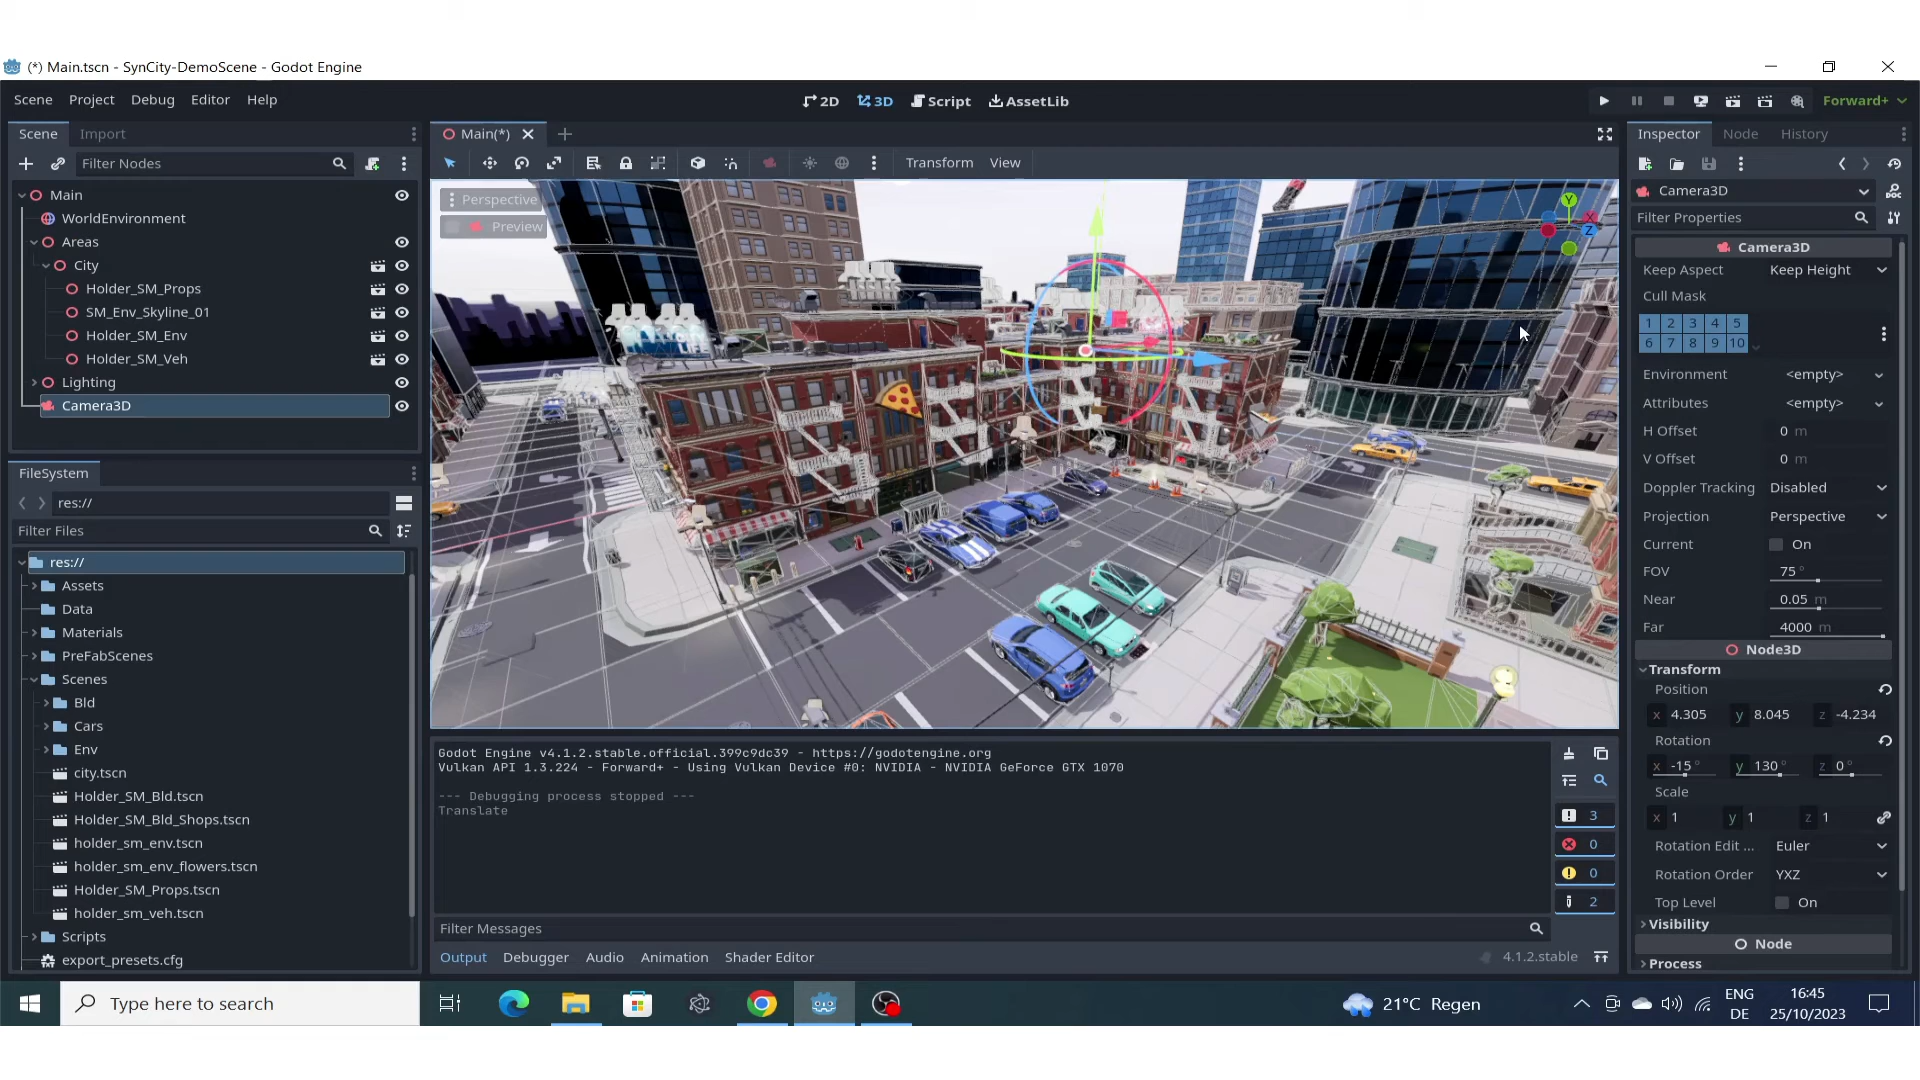 (*) Main.tscn - SynCity-DemoScene - Godot Engine
Scene Project Debug Editor Help
2D 3D Script AssetLib
Forward+
Scene Import
Main(*)
Inspector Node History
Filter Nodes
Transform View
Main
WorldEnvironment
Areas
City
Holder_SM_Props
SM_Env_Skyline_01
Holder_SM_Env
Holder_SM_Veh
Lighting
Camera3D
FileSystem
res://
Filter Files
res://
Assets
Data
Materials
PreFabScenes
Scenes
Bld
Cars
Env
city.tscn
Holder_SM_Bld.tscn
Holder_SM_Bld_Shops.tscn
holder_sm_env.tscn
holder_sm_env_flowers.tscn
Holder_SM_Props.tscn
holder_sm_veh.tscn
Scripts
export_presets.cfg
Perspective
Preview
Y
X
Z
Godot Engine v4.1.2.stable.official.399c9dc39 - https://godotengine.org
Vulkan API 1.3.224 - Forward+ - Using Vulkan Device #0: NVIDIA - NVIDIA GeForce GTX 1070
--- Debugging process stopped ---
Translate
3
0
0
2
Filter Messages
Output Debugger Audio Animation Shader Editor
4.1.2.stable
Camera3D
DOC
Filter Properties
Camera3D
Keep Aspect Keep Height
Cull Mask
1 2 3 4 5
6 7 8 9 10
Environment <empty>
Attributes <empty>
H Offset 0 m
V Offset 0 m
Doppler Tracking Disabled
Projection Perspective
Current On
FOV 75 °
Near 0.05 m
Far 4000 m
Node3D
Transform
Position
x 4.305 y 8.045 z -4.234
Rotation
x -15 ° y 130 ° z 0 °
Scale
x 1 y 1 z 1
Rotation Edit ... Euler
Rotation Order YXZ
Top Level On
Visibility
Node
Process
Type here to search
21°C Regen
ENG
DE
16:45
25/10/2023